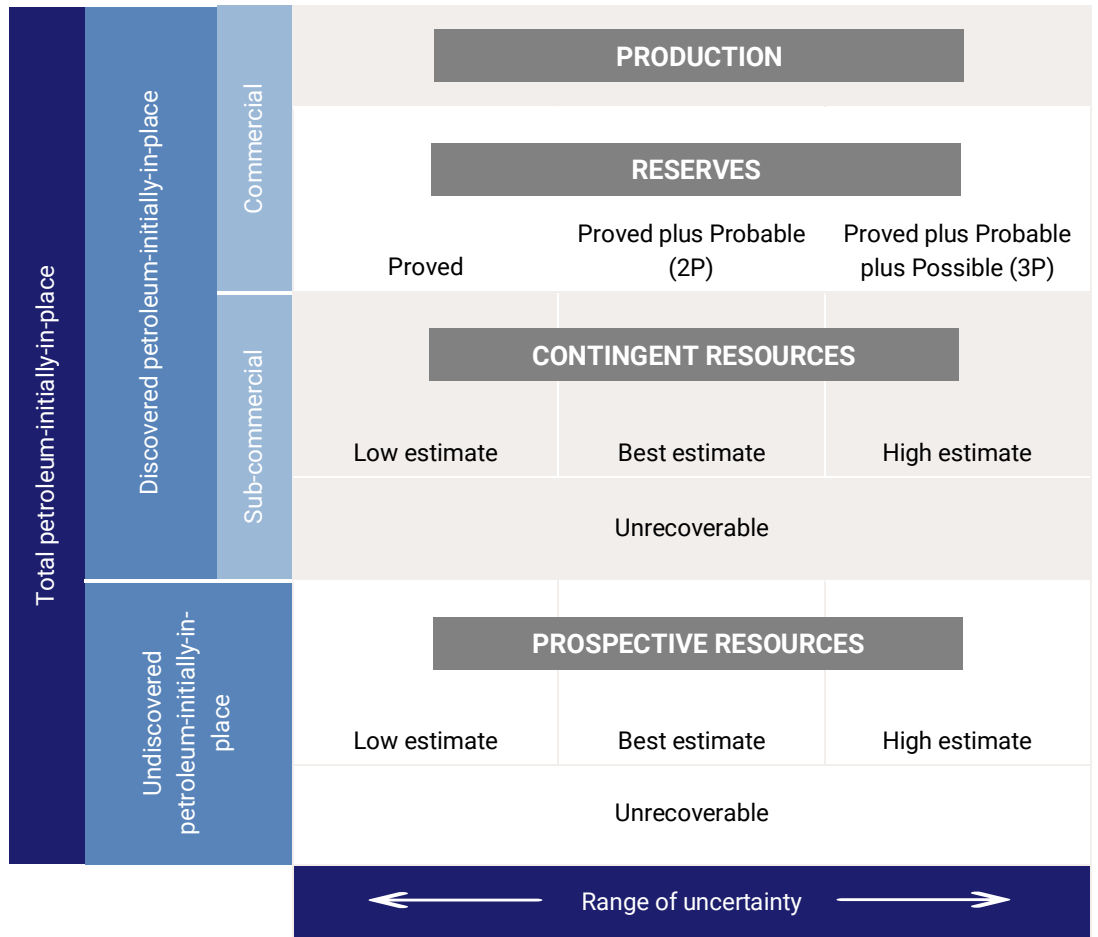 Total petroleum-initially-in-place
Discovered petroleum-initially-in-place
Commercial
PRODUCTION
RESERVES
Proved
Proved plus Probable
(2P)
Proved plus Probable
plus Possible (3P)
Sub-commercial
CONTINGENT RESOURCES
Low estimate
Best estimate
High estimate
Unrecoverable
Undiscovered
petroleum-initially-in-
place
PROSPECTIVE RESOURCES
Low estimate
Best estimate
High estimate
Unrecoverable
Range of uncertainty